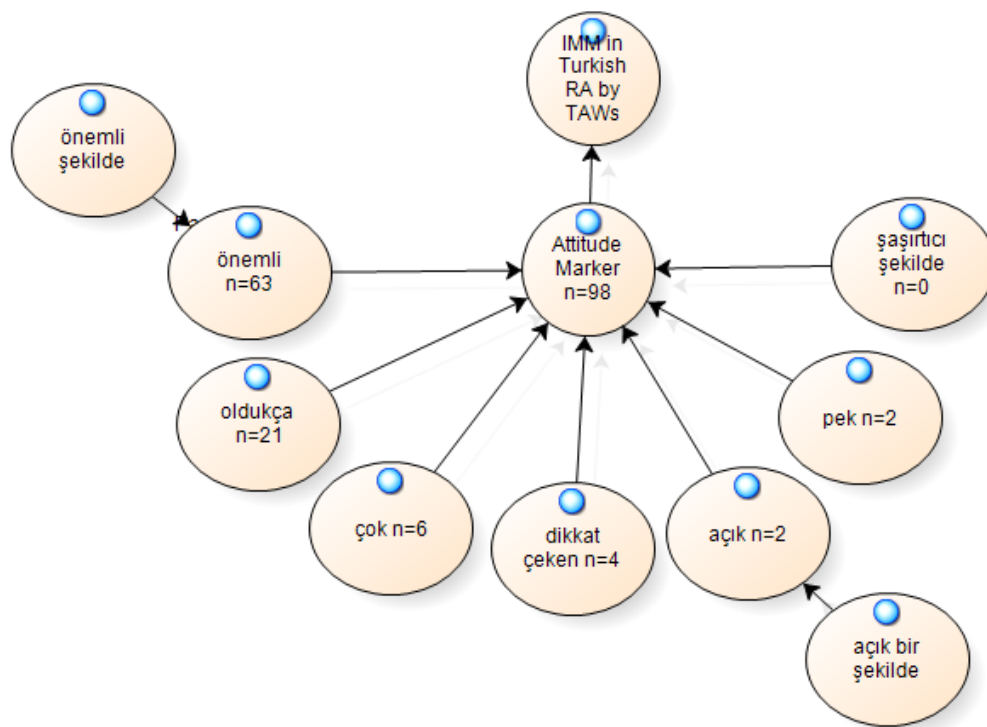 IMM in
Turkish
RA by
TAWs
önemli
şekilde
önemli
n=63
Attitude
Marker
n=98
şaşırtıcı
şekilde
n=0
oldukça
n=21
pek n=2
çok n=6
dikkat
çeken n=4
açık n=2
açık bir
şekilde